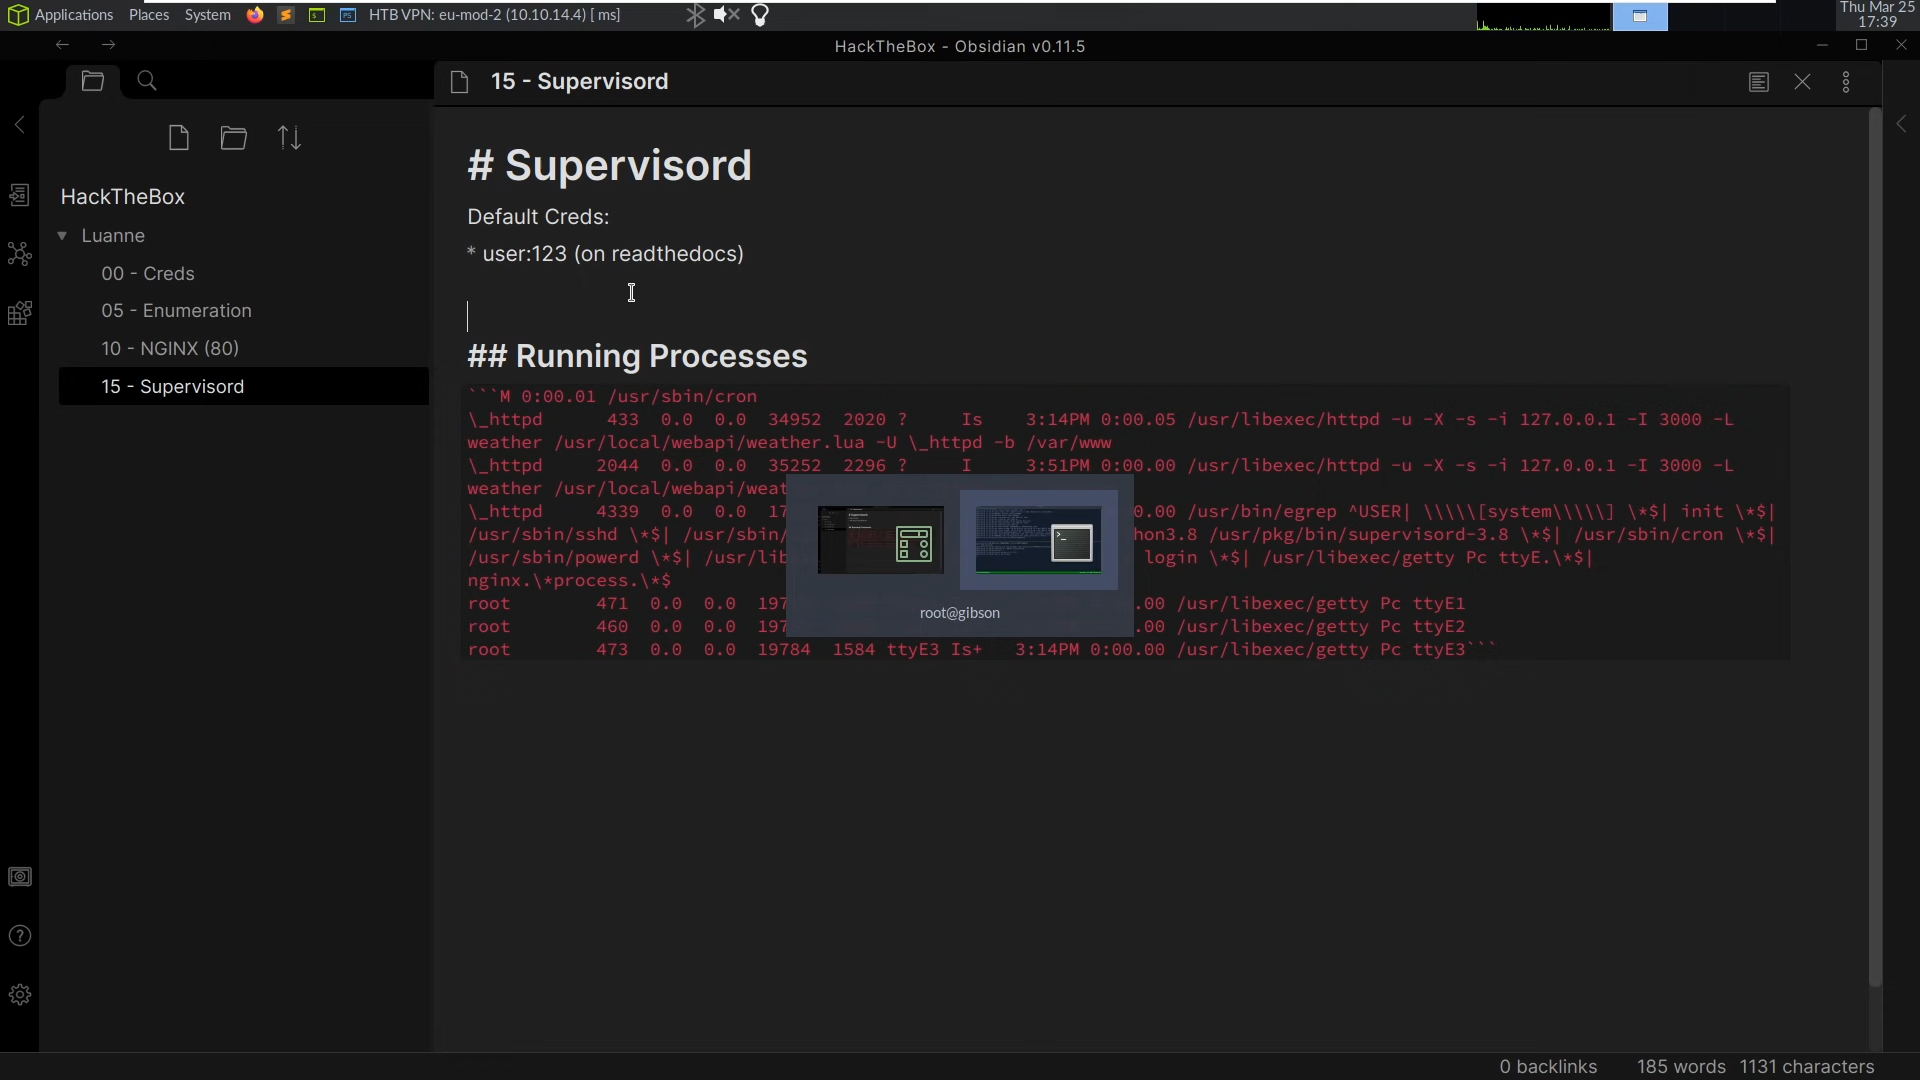 Applications Places System HTB VPN: eu-mod-2 (10.10.14.4) [ ms] Thu Mar 25
17:39
HackTheBox - Obsidian v0.11.5
15 - Supervisord
HackTheBox
Luanne
00 - Creds
05 - Enumeration
10 - NGINX (80)
15 - Supervisord
# Supervisord
Default Creds:
* user:123 (on readthedocs)
## Running Processes
```M 0:00.01 /usr/sbin/cron
\_httpd 433 0.0 0.0 34952 2020 ? Is 3:14PM 0:00.05 /usr/libexec/httpd -u -X -s -i 127.0.0.1 -I 3000 -L
weather /usr/local/webapi/weather.lua -U \_httpd -b /var/www
\_httpd 2044 0.0 0.0 35252 2296 ? I 3:51PM 0:00.00 /usr/libexec/httpd -u -X -s -i 127.0.0.1 -I 3000 -L
weather /usr/local/webapi/weat
\_httpd 4339 0.0 0.0 17 0.00 /usr/bin/egrep ^USER| \\\\\[system\\\\\] \*$| init \*$|
/usr/sbin/sshd \*$| /usr/sbin/ hon3.8 /usr/pkg/bin/supervisord-3.8 \*$| /usr/sbin/cron \*$|
/usr/sbin/powerd \*$| /usr/lib login \*$| /usr/libexec/getty Pc ttyE.\*$|
nginx.\*process.\*$
root 471 0.0 0.0 197 .00 /usr/libexec/getty Pc ttyE1
root 460 0.0 0.0 197 .00 /usr/libexec/getty Pc ttyE2
root 473 0.0 0.0 19784 1584 ttyE3 Is+ 3:14PM 0:00.00 /usr/libexec/getty Pc ttyE3```
root@gibson
0 backlinks 185 words 1131 characters